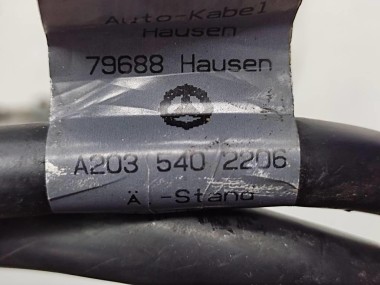 Auto-Kabel
Hausen
79688 Hausen
A203 540 2206
Ä -Stand